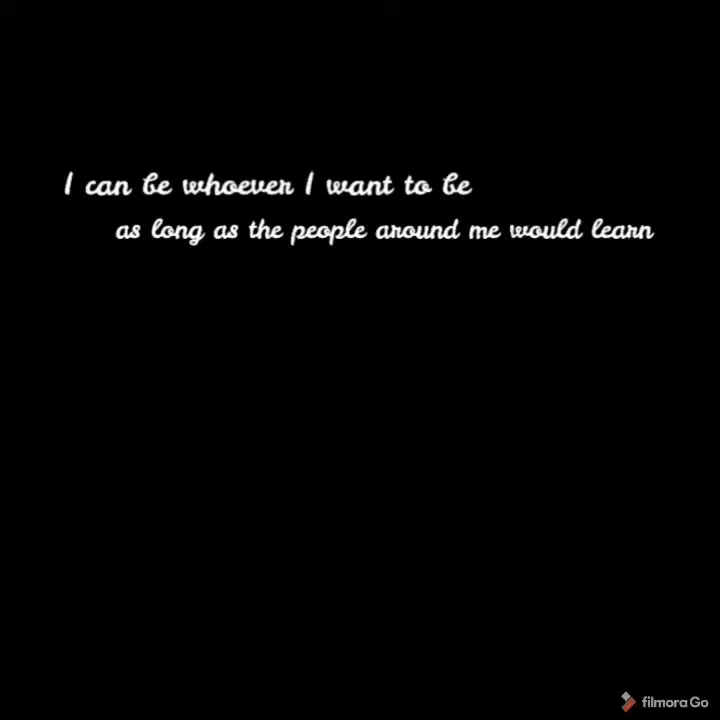 I can be whoever I want to be
as long as the people around me would learn
filmora Go